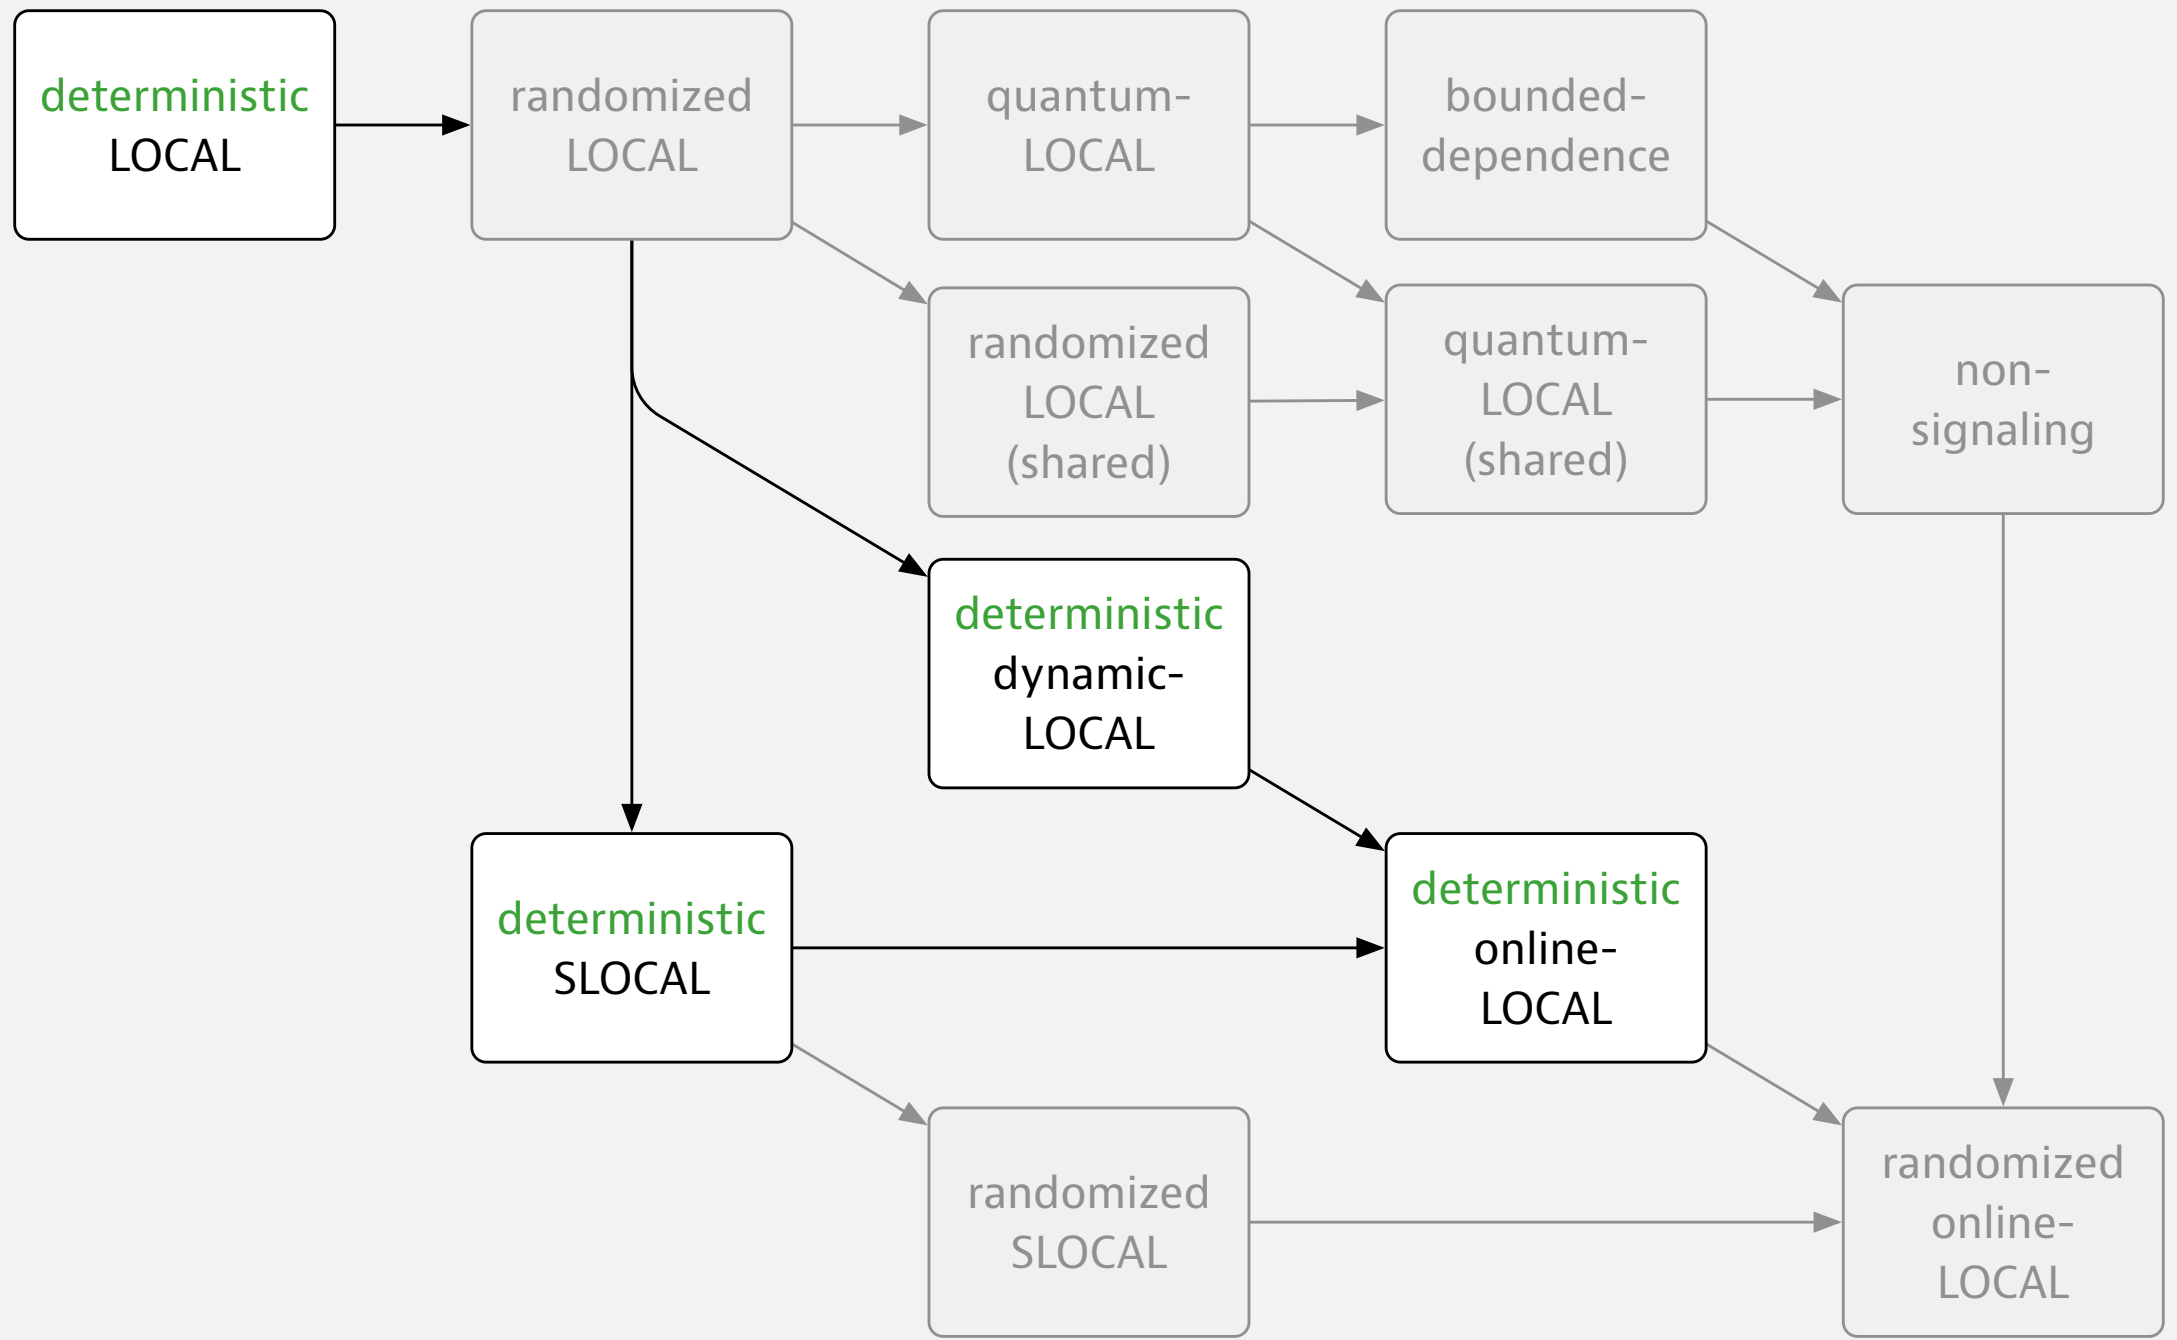 deterministic
LOCAL
randomized
LOCAL
quantum-
LOCAL
bounded-
dependence
randomized
LOCAL
(shared)
quantum-
LOCAL
(shared)
non-
signaling
deterministic
dynamic-
LOCAL
deterministic
SLOCAL
deterministic
online-
LOCAL
randomized
SLOCAL
randomized
online-
LOCAL